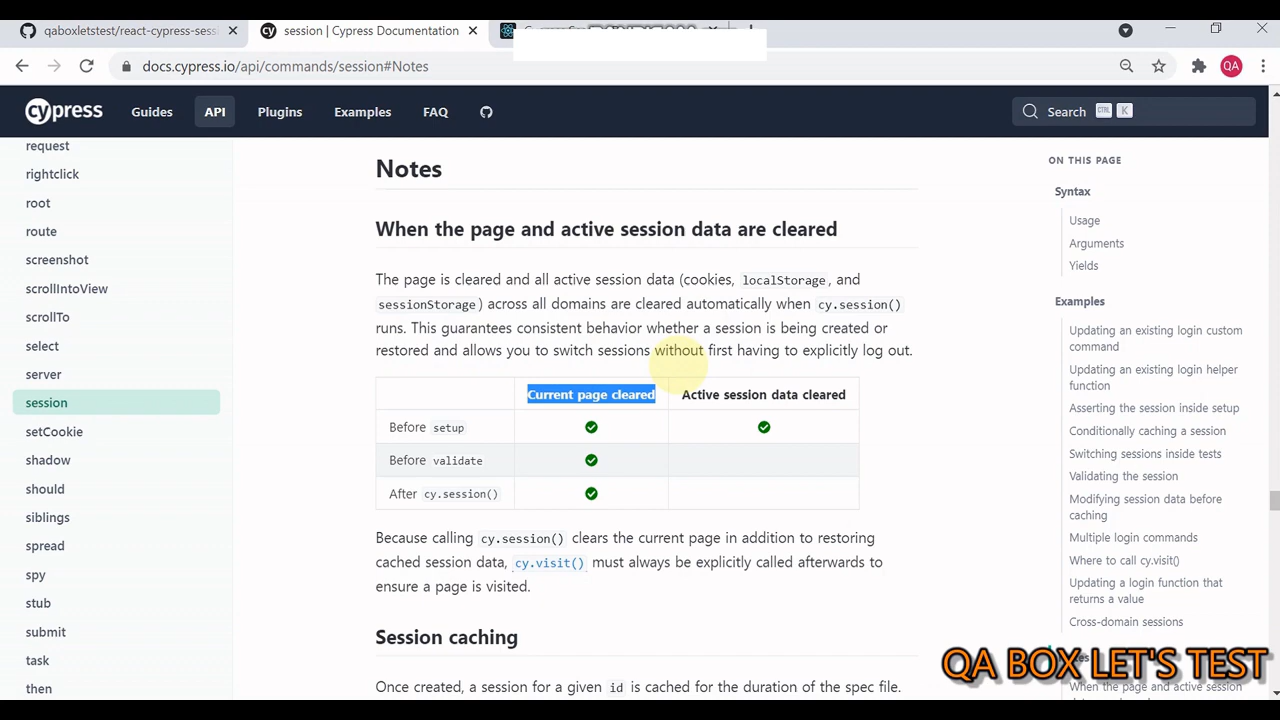 qaboxletstest/react-cypress-sess
session | Cypress Documentation
docs.cypress.io/api/commands/session#Notes
QA
cypress
Guides
API
Plugins
Examples
FAQ
Search
CTRL
K
request
rightclick
root
route
screenshot
scrollIntoView
scrollTo
select
server
session
setCookie
shadow
should
siblings
spread
spy
stub
submit
task
then
Notes
When the page and active session data are cleared
The page is cleared and all active session data (cookies, localStorage, and
sessionStorage) across all domains are cleared automatically when cy.session()
runs. This guarantees consistent behavior whether a session is being created or
restored and allows you to switch sessions without first having to explicitly log out.
Current page cleared
Active session data cleared
Before setup
Before validate
After cy.session()
Because calling cy.session() clears the current page in addition to restoring
cached session data, cy.visit() must always be explicitly called afterwards to
ensure a page is visited.
Session caching
Once created, a session for a given id is cached for the duration of the spec file.
ON THIS PAGE
Syntax
Usage
Arguments
Yields
Examples
Updating an existing login custom
command
Updating an existing login helper
function
Asserting the session inside setup
Conditionally caching a session
Switching sessions inside tests
Validating the session
Modifying session data before
caching
Multiple login commands
Where to call cy.visit()
Updating a login function that
returns a value
Cross-domain sessions
When the page and active session
QA BOX LET'S TEST